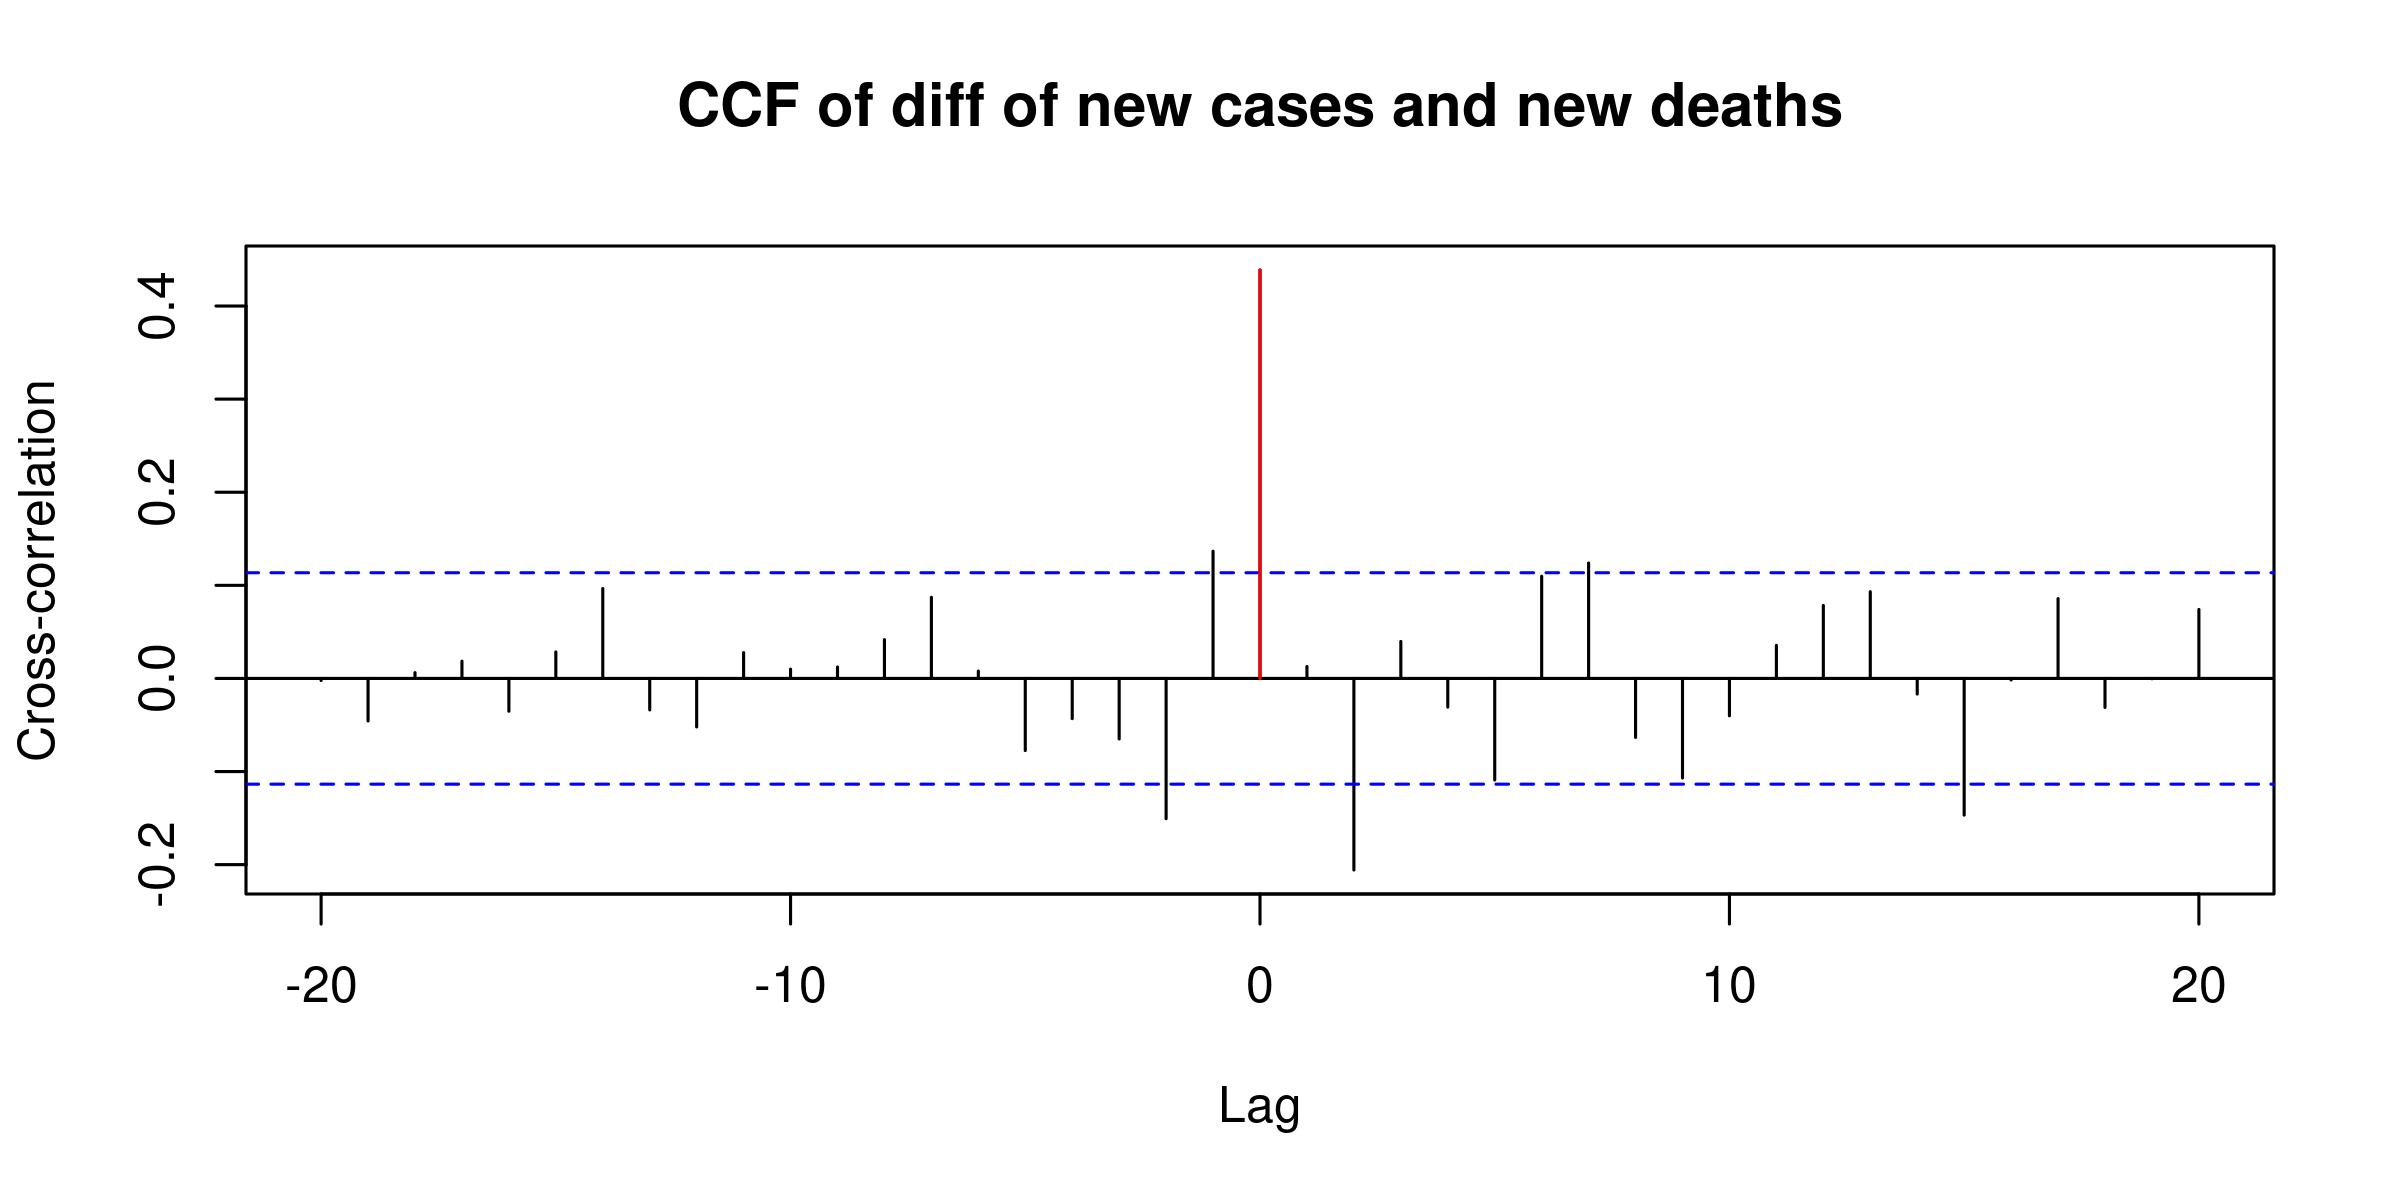 CCF of diff of new cases and new deaths
Cross-correlation
0.4
0.2
0.0
-0.2
-20 -10 0 10 20
Lag